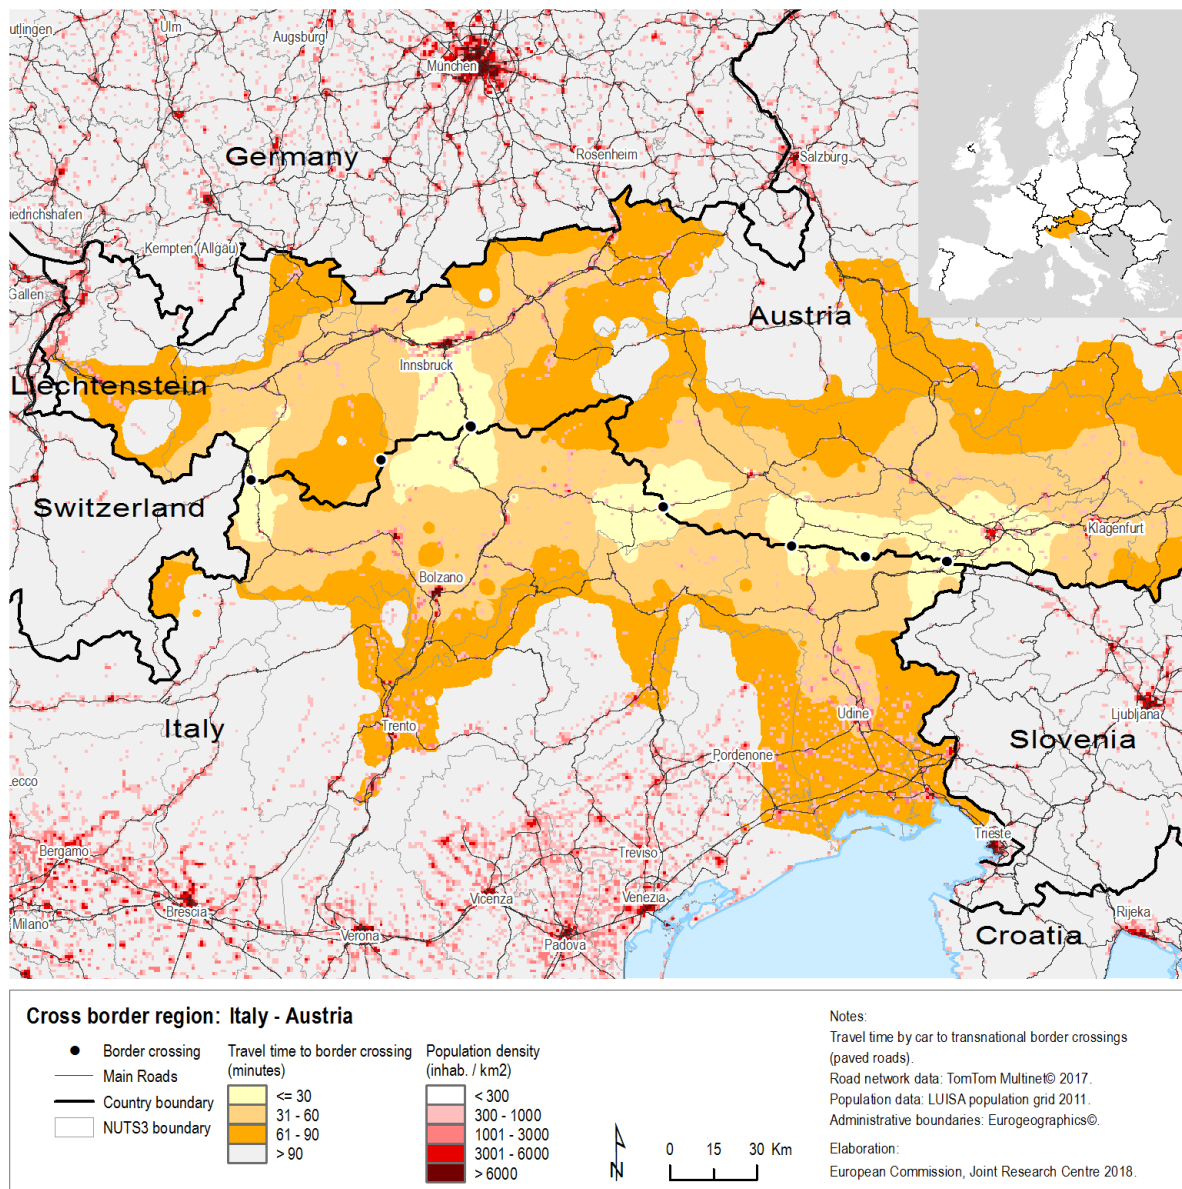 utlingen
Ulm
Augsburg
München
Germany
Rosenheim
Salzburg
iedrichshafen
Kempten (Allgäu)
Gallen
Austria
Innsbruck
Liechtenstein
Switzerland
Klagenfurt
Bolzano
Italy
Trento
Udine
Ljubljana
Slovenia
Pordenone
Lecco
Trieste
Bergamo
Treviso
Brescia
Vicenza
Venezia
Milano
Verona
Padova
Rijeka
Croatia
Cross border region: Italy - Austria
Border crossing
Main Roads
Country boundary
NUTS3 boundary
Travel time to border crossing
(minutes)
<= 30
31 - 60
61 - 90
> 90
Population density
(inhab. / km2)
< 300
300 - 1000
1001 - 3000
3001 - 6000
> 6000
N
0 15 30 Km
Notes:
Travel time by car to transnational border crossings
(paved roads).
Road network data: TomTom Multinet© 2017.
Population data: LUISA population grid 2011.
Administrative boundaries: Eurogeographics©.
Elaboration:
European Commission, Joint Research Centre 2018.